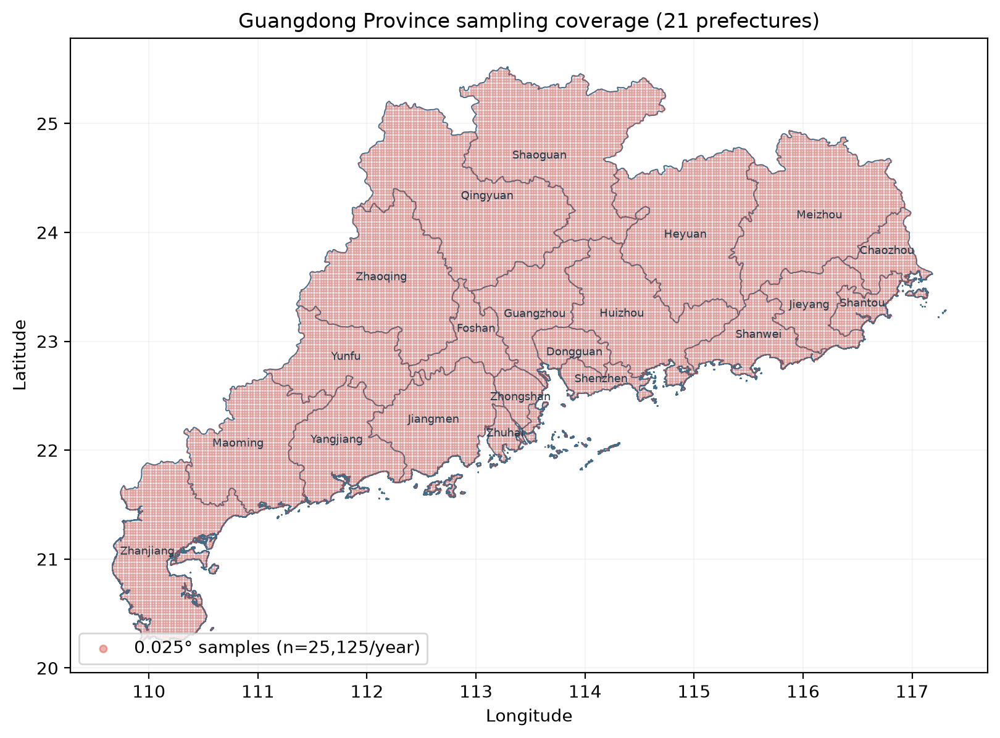 Guangdong Province sampling coverage (21 prefectures)
Latitude
25
24
23
22
21
20
Shaoguan
Qingyuan
Meizhou
Heyuan
Chaozhou
Zhaoqing
Jieyang
Shantou
Guangzhou
Huizhou
Foshan
Shanwei
Dongguan
Yunfu
Shenzhen
Zhongshan
Jiangmen
Zhuhai
Yangjiang
Maoming
Zhanjiang
0.025° samples (n=25,125/year)
110 111 112 113 114 115 116 117
Longitude